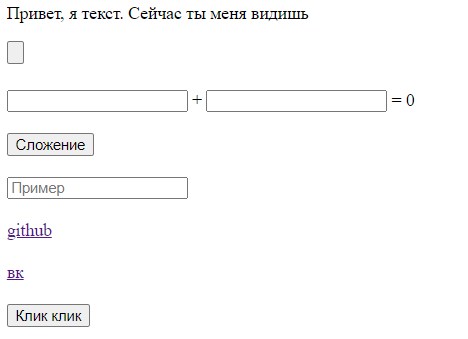 Привет, я текст. Сейчас ты меня видишь
+ = 0
Сложение
Пример
github
вк
Клик клик